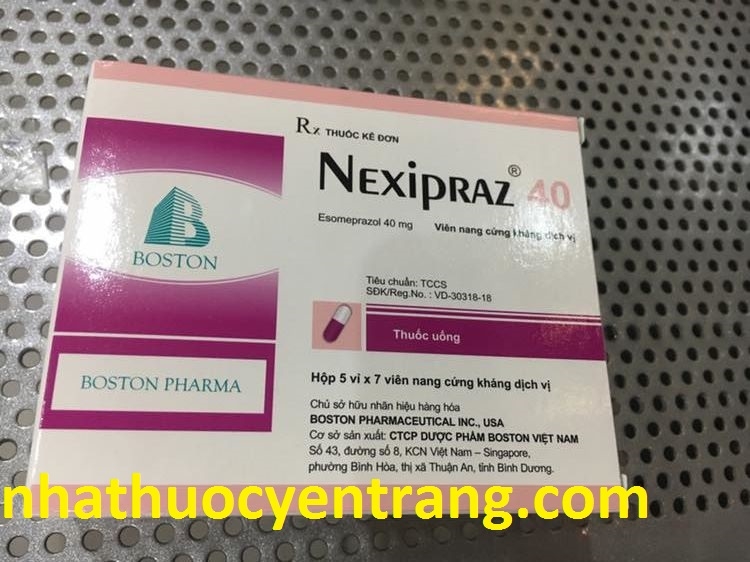 Rx THUỐC KÊ ĐƠN
NEXIPRAZ® 40
Esomeprazol 40 mg Viên nang cứng kháng dịch vị
B
BOSTON
Tiêu chuẩn: TCCS
SĐK/Reg.No. : VD-30318-18
Thuốc uống
BOSTON PHARMA
Hộp 5 vỉ x 7 viên nang cứng kháng dịch vị
Chủ sở hữu nhãn hiệu hàng hóa
BOSTON PHARMACEUTICAL INC., USA
Cơ sở sản xuất: CTCP DƯỢC PHẨM BOSTON VIỆT NAM
Số 43, đường số 8, KCN Việt Nam – Singapore,
phường Bình Hòa, thị xã Thuận An, tỉnh Bình Dương.
nhathuocyentrang.com